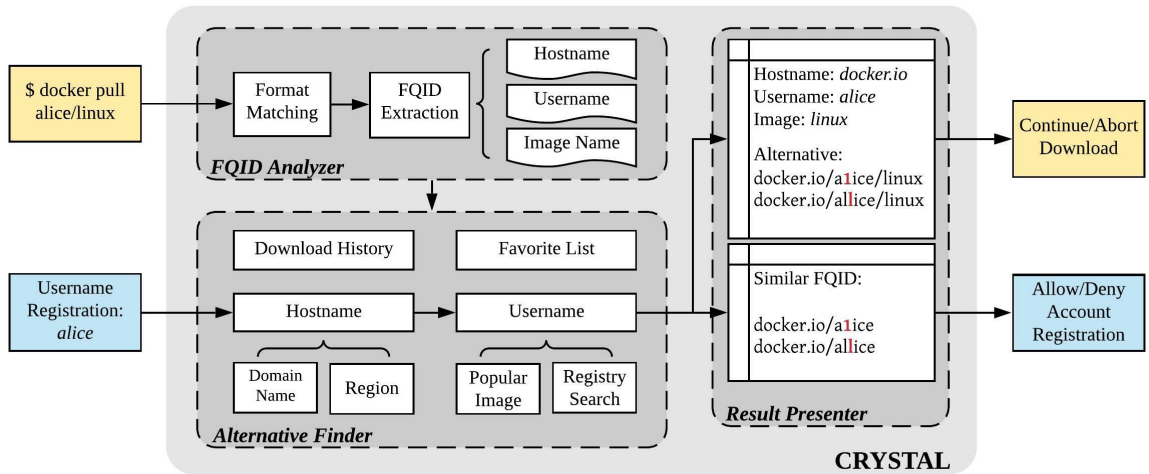 $ docker pull
alice/linux
Format
Matching
FQID
Extraction
Hostname
Username
Image Name
FQID Analyzer
Username
Registration:
alice
Download History
Favorite List
Hostname
Username
Domain
Name
Region
Popular
Image
Registry
Search
Alternative Finder
Hostname: docker.io
Username: alice
Image: linux
Alternative:
docker.io/a1ice/linux
docker.io/allice/linux
Similar FQID:
docker.io/a1ice
docker.io/allice
Result Presenter
Continue/Abort
Download
Allow/Deny
Account
Registration
CRYSTAL